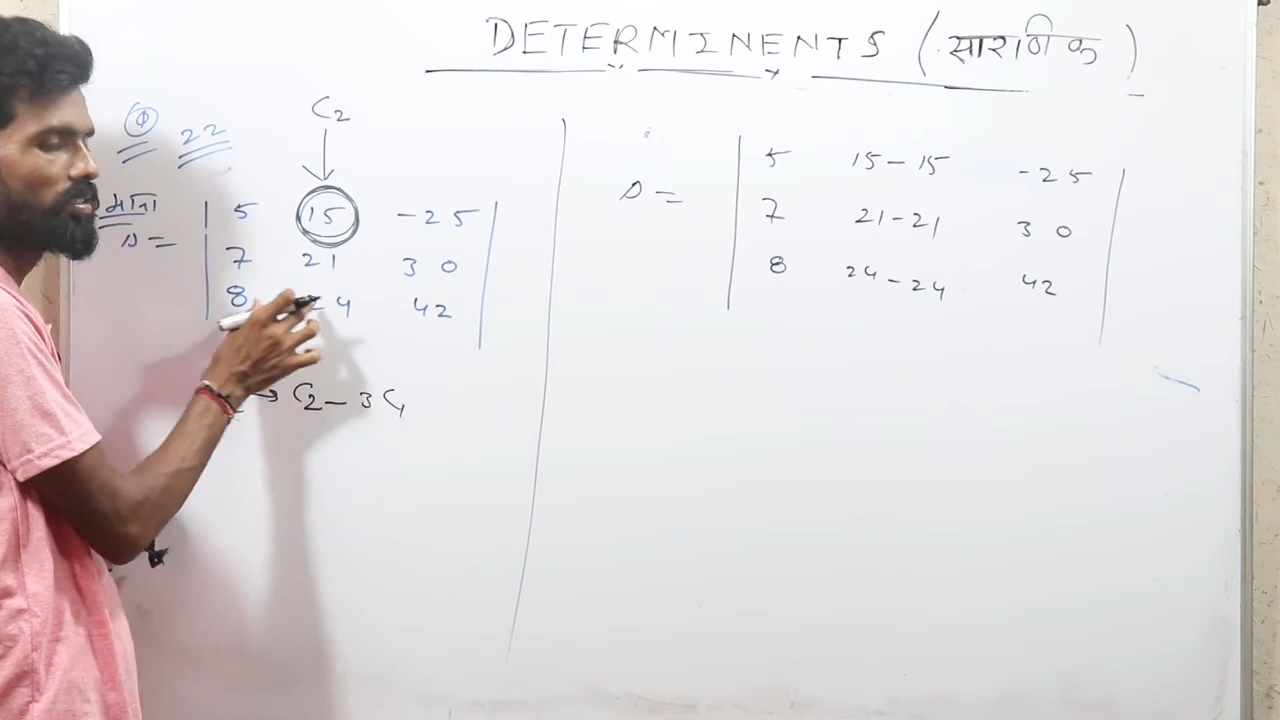 DETERMINENTS (सारणिक)
Q 22
C2
माना
Δ = | 5 15 -25 |
7 21 30
8 24 42
→ C2 - 3C1
Δ = | 5 15-15 -25 |
7 21-21 30
8 24-24 42